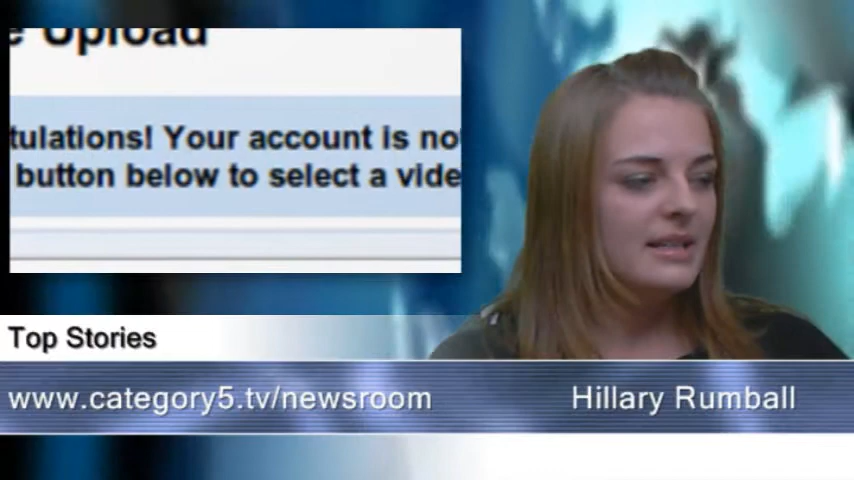 e Upload
tulations! Your account is no
button below to select a vide
Top Stories
www.category5.tv/newsroom
Hillary Rumball